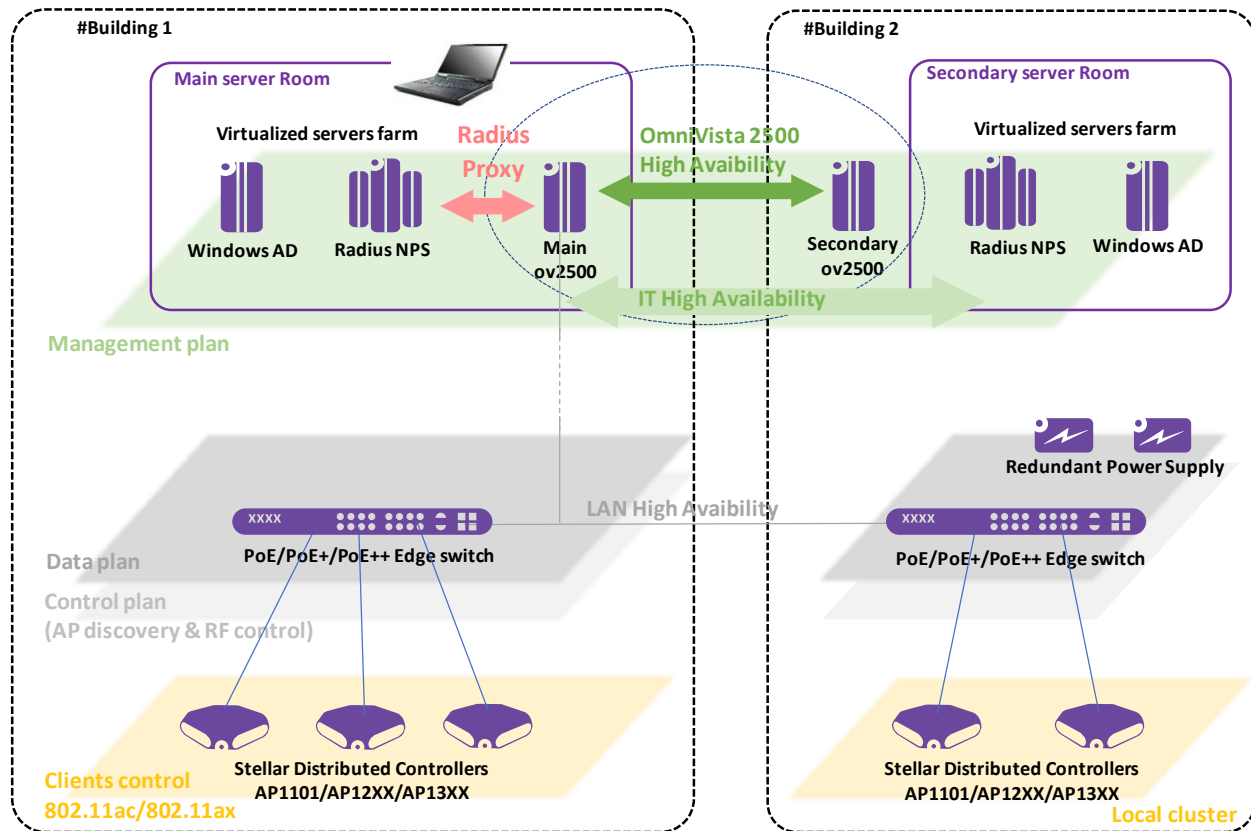 #Building 1
#Building 2
Main server Room
Secondary server Room
Virtualized servers farm
Radius
Proxy
OmniVista 2500
High Avaibility
Virtualized servers farm
Windows AD
Radius NPS
Main
ov2500
Secondary
ov2500
Radius NPS
Windows AD
IT High Availability
Management plan
Redundant Power Supply
XXXX
LAN High Avaibility
XXXX
PoE/PoE+/PoE++ Edge switch
PoE/PoE+/PoE++ Edge switch
Data plan
Control plan
(AP discovery & RF control)
Stellar Distributed Controllers
AP1101/AP12XX/AP13XX
Stellar Distributed Controllers
AP1101/AP12XX/AP13XX
Clients control
802.11ac/802.11ax
Local cluster